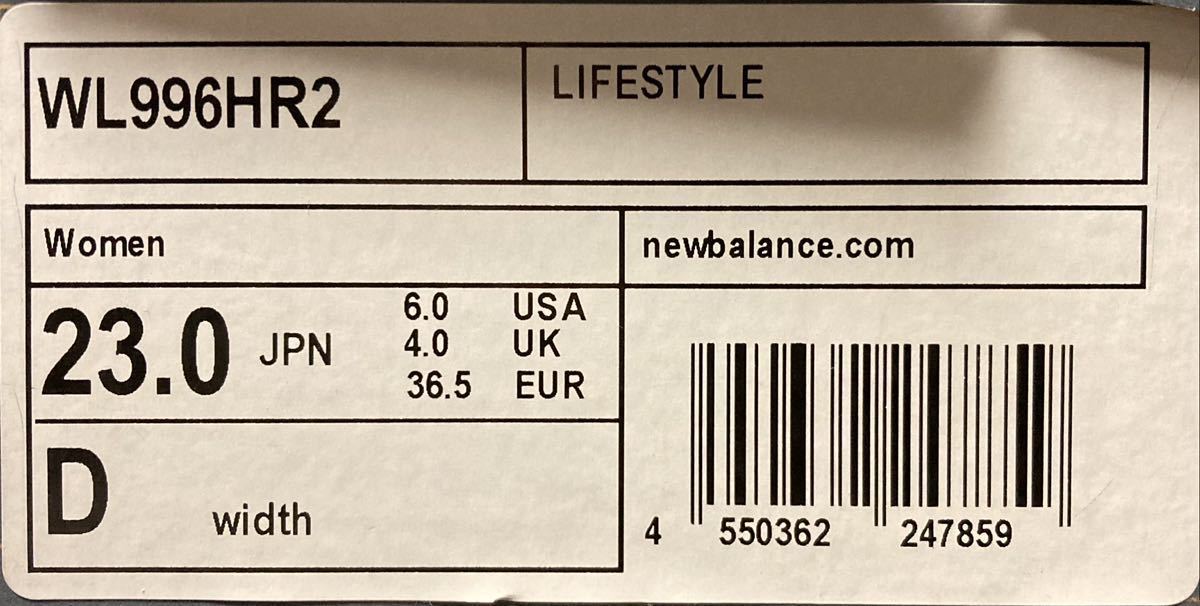 WL996HR2
LIFESTYLE
Women
newbalance.com
23.0 JPN
6.0 USA
4.0 UK
36.5 EUR
D width
4 550362 247859